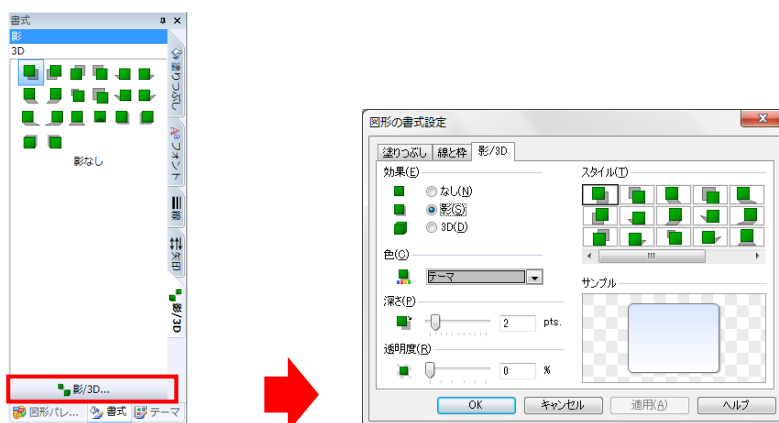 書式
影
3D
影なし
塗りつぶし
Aa フォント
線
矢印
影/3D
影/3D...
図形パレ...
書式
テーマ
図形の書式設定
塗りつぶし
線と枠
影/3D
効果(E)
なし(N)
影(S)
3D(D)
色(C)
テーマ
深さ(P)
2 pts.
透明度(R)
0 %
スタイル(T)
サンプル
OK
キャンセル
適用(A)
ヘルプ